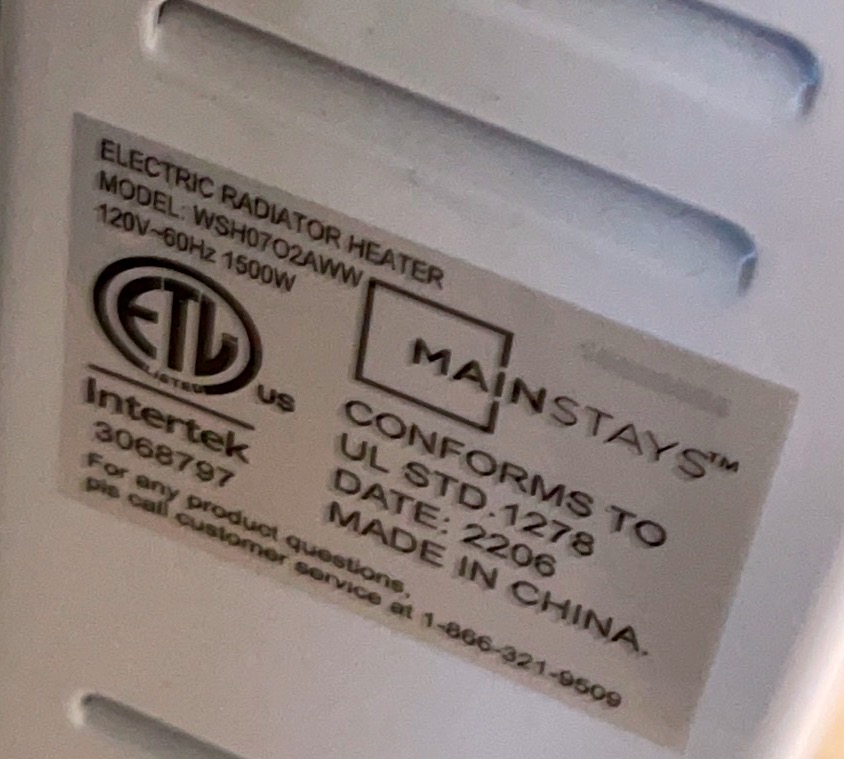 ELECTRIC RADIATOR HEATER
MODEL: WSH07O2AWW
120V~60Hz 1500W
ETL
LISTED
US
Intertek
3068797
MAINSTAYS™
CONFORMS TO
UL STD.1278
DATE: 2206
MADE IN CHINA.
For any product questions,
pls call customer service at 1-866-321-9509